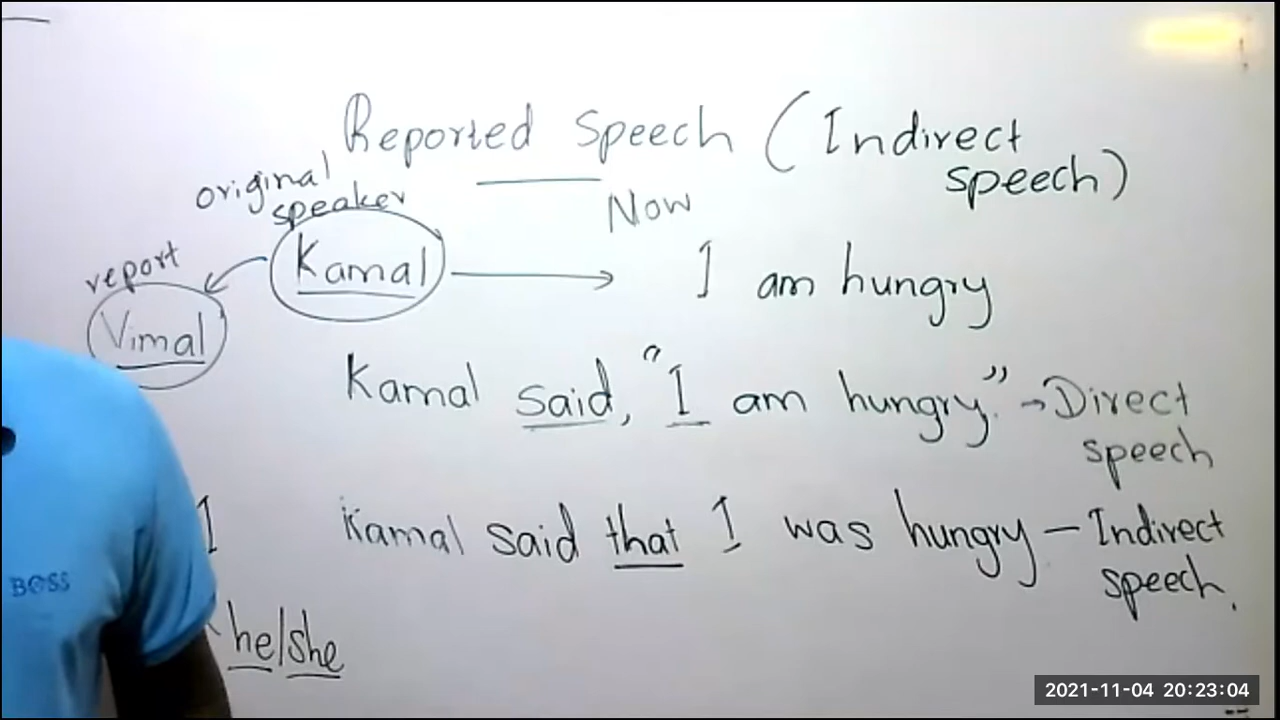 Reported Speech (Indirect
speech)
original
speaker
Now
report
Kamal
I am hungry
Vimal
Kamal said, "I am hungry." → Direct
speech
I
Kamal said that I was hungry – Indirect
speech.
BOSS
he/she
2021-11-04 20:23:04